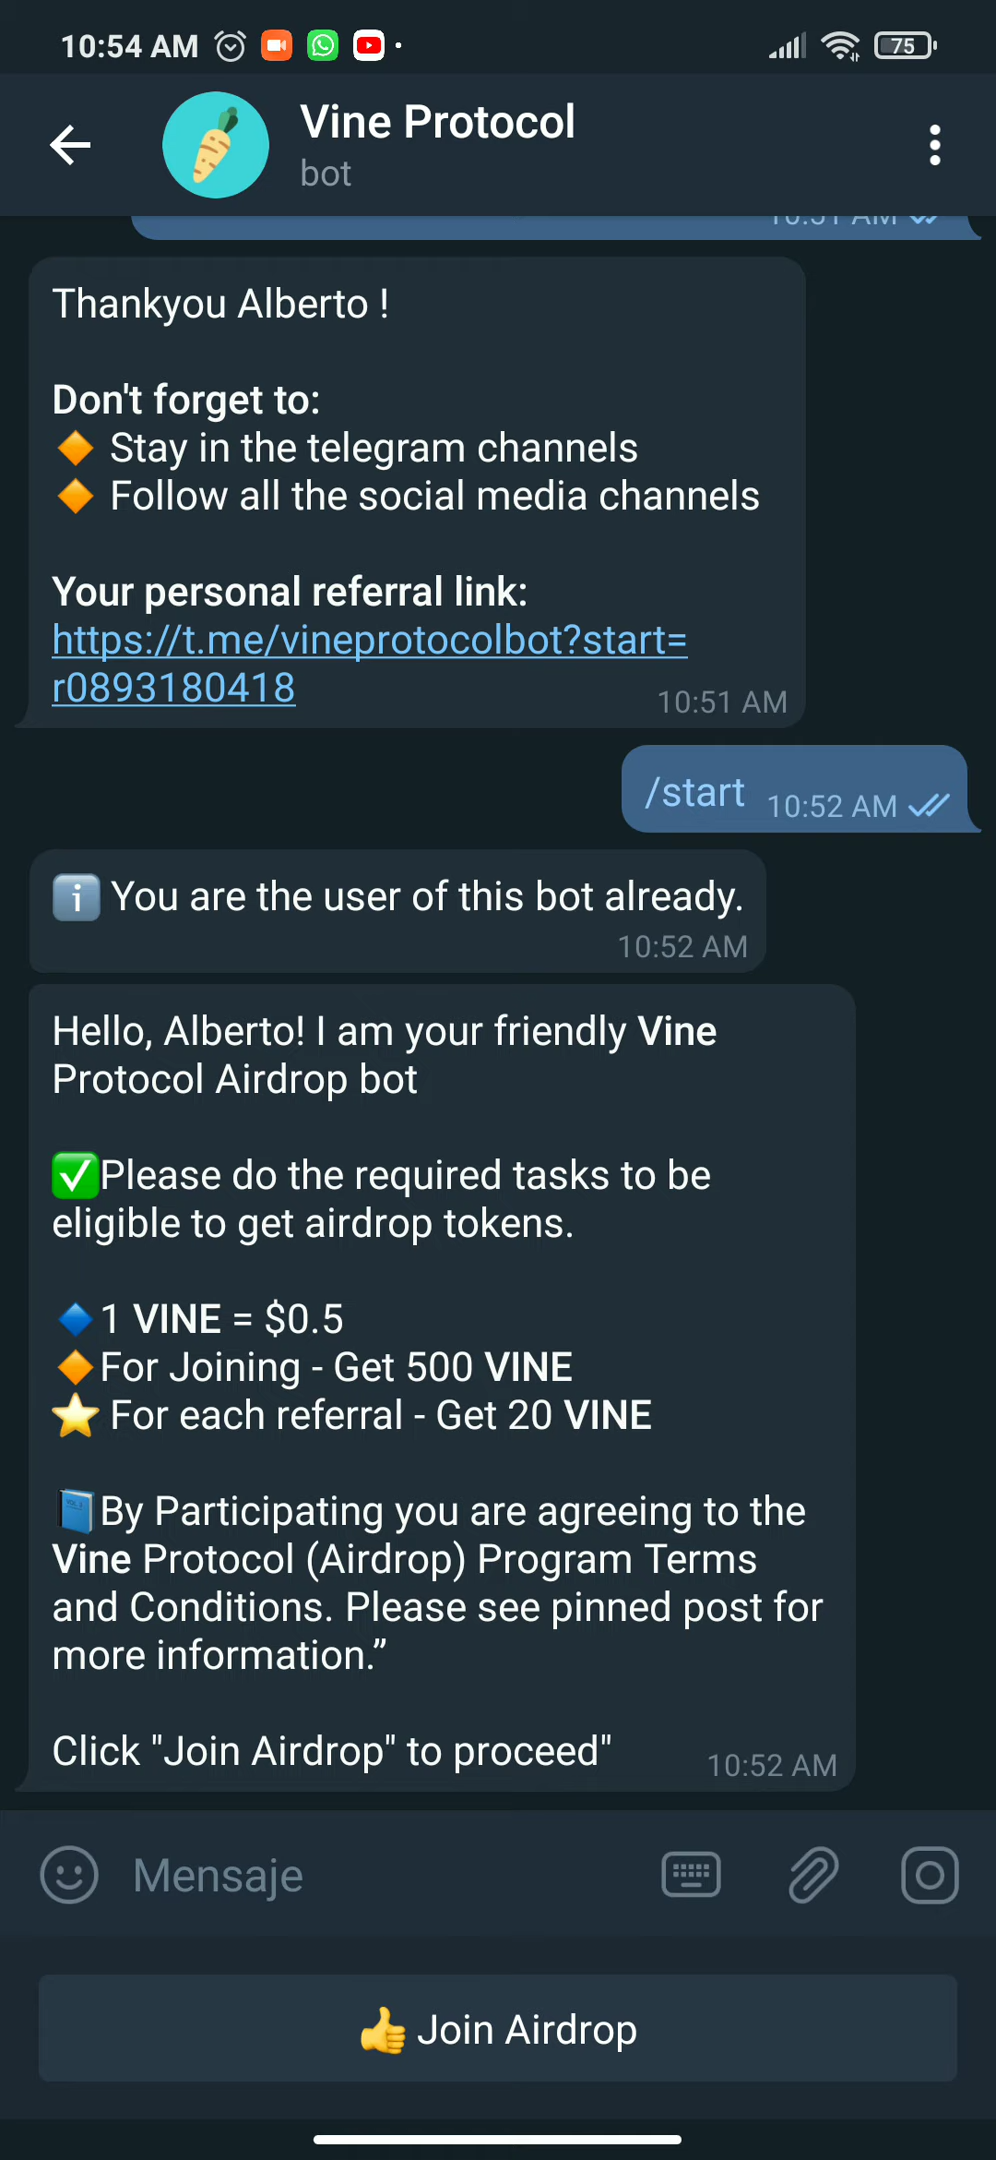 10:54 AM
75
Vine Protocol
bot
10:51 AM
Thankyou Alberto !
Don't forget to:
🔶 Stay in the telegram channels
🔶 Follow all the social media channels
Your personal referral link:
https://t.me/vineprotocolbot?start=
r0893180418
10:51 AM
/start 10:52 AM
ℹ️ You are the user of this bot already.
10:52 AM
Hello, Alberto! I am your friendly Vine
Protocol Airdrop bot
✅Please do the required tasks to be
eligible to get airdrop tokens.
🔷1 VINE = $0.5
🔶For Joining - Get 500 VINE
⭐ For each referral - Get 20 VINE
📘By Participating you are agreeing to the
Vine Protocol (Airdrop) Program Terms
and Conditions. Please see pinned post for
more information.”
Click "Join Airdrop" to proceed"
10:52 AM
Mensaje
👍 Join Airdrop